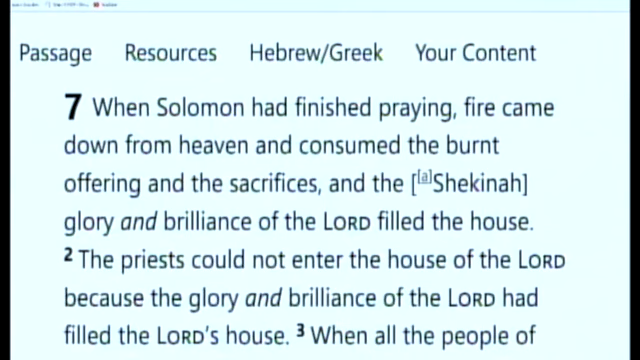 Passage Resources Hebrew/Greek Your Content
7 When Solomon had finished praying, fire came
down from heaven and consumed the burnt
offering and the sacrifices, and the [[a]Shekinah]
glory and brilliance of the LORD filled the house.
2 The priests could not enter the house of the LORD
because the glory and brilliance of the LORD had
filled the LORD's house. 3 When all the people of